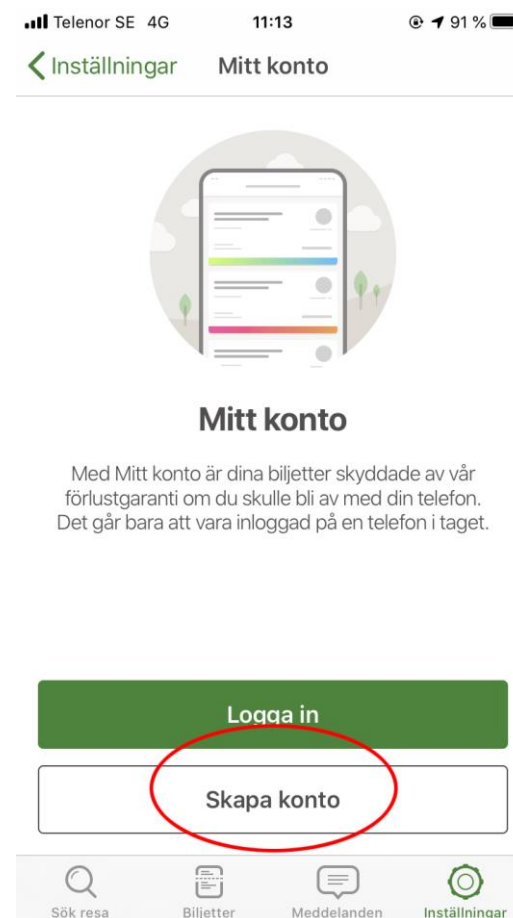 Telenor SE 4G 11:13 91 %
Inställningar Mitt konto
Mitt konto
Med Mitt konto är dina biljetter skyddade av vår
förlustgaranti om du skulle bli av med din telefon.
Det går bara att vara inloggad på en telefon i taget.
Logga in
Skapa konto
Sök resa Biljetter Meddelanden Inställningar